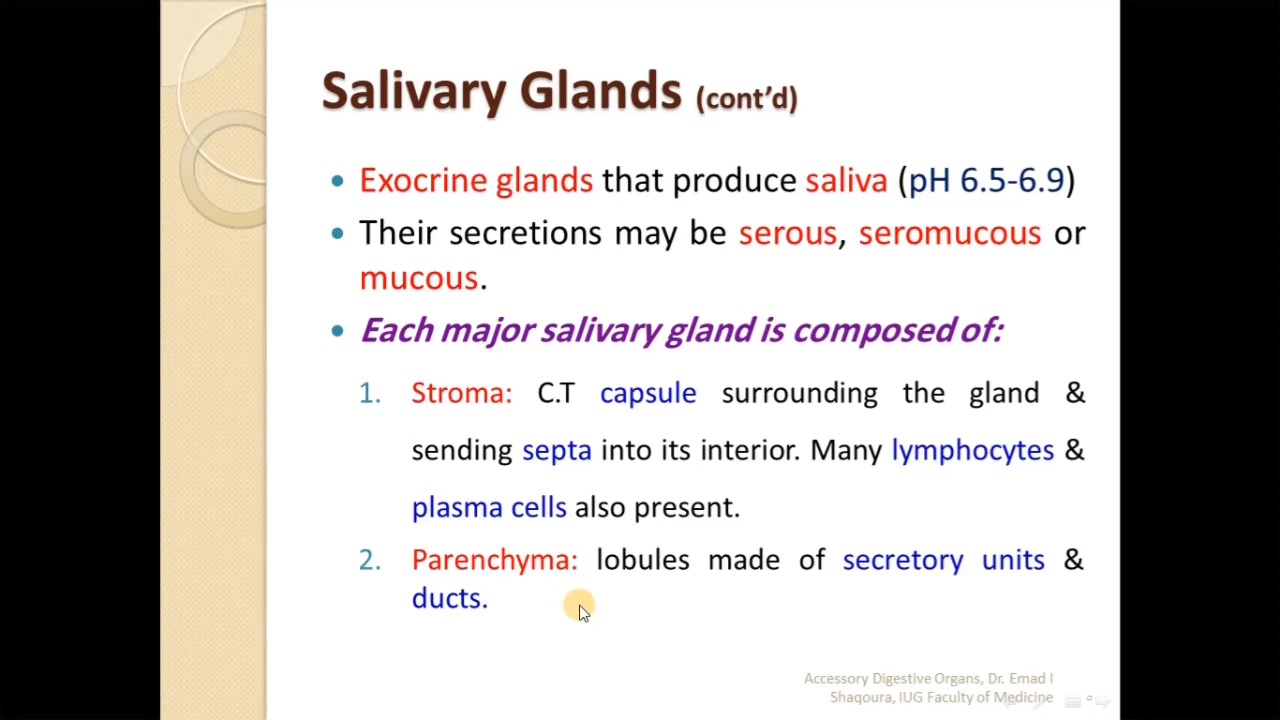 Salivary Glands (cont’d)
• Exocrine glands that produce saliva (pH 6.5-6.9)
• Their secretions may be serous, seromucous or
mucous.
• Each major salivary gland is composed of:
1. Stroma: C.T capsule surrounding the gland &
sending septa into its interior. Many lymphocytes &
plasma cells also present.
2. Parenchyma: lobules made of secretory units &
ducts.
Accessory Digestive Organs, Dr. Emad I
Shaqoura, IUG Faculty of Medicine